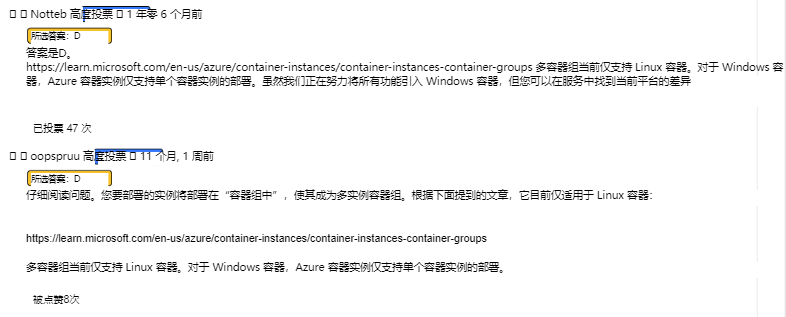 Notteb 高度投票 1 年零 6 个月前
所选答案：D
答案是D。
https://learn.microsoft.com/en-us/azure/container-instances/container-instances-container-groups 多容器组当前仅支持 Linux 容器。对于 Windows 容
器，Azure 容器实例仅支持单个容器实例的部署。虽然我们正在努力将所有功能引入 Windows 容器，但您可以在服务中找到当前平台的差异
已投票 47 次
oopspruu 高度投票 11 个月, 1 周前
所选答案：D
仔细阅读问题。您要部署的实例将部署在“容器组中”，使其成为多实例容器组。根据下面提到的文章，它目前仅适用于 Linux 容器：
https://learn.microsoft.com/en-us/azure/container-instances/container-instances-container-groups
多容器组当前仅支持 Linux 容器。对于 Windows 容器，Azure 容器实例仅支持单个容器实例的部署。
被点赞8次